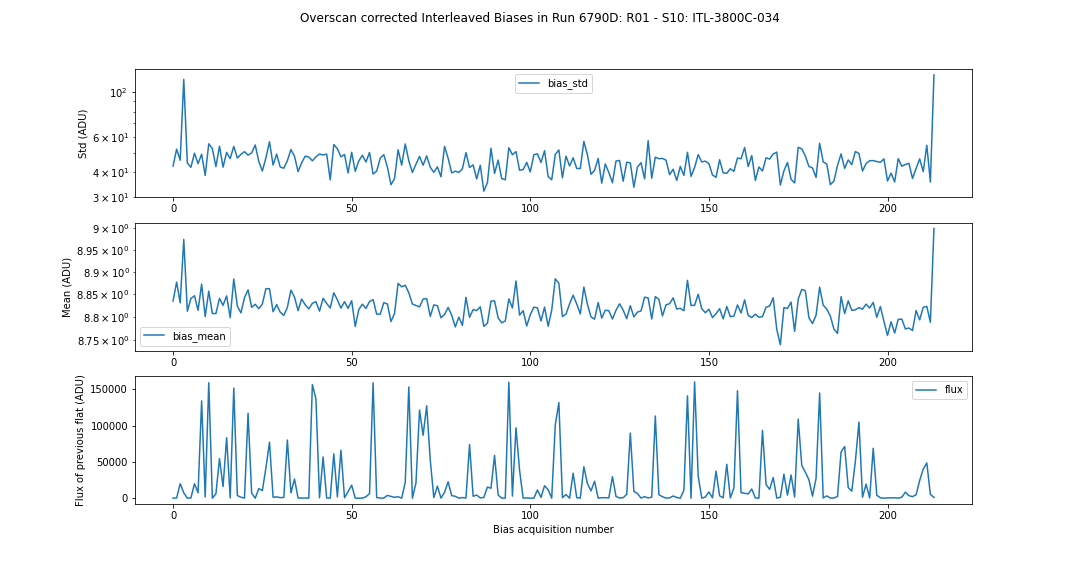 Overscan corrected Interleaved Biases in Run 6790D: R01 - S10: ITL-3800C-034
bias_std
Std (ADU)
10²
6 × 10¹
4 × 10¹
3 × 10¹
0 50 100 150 200
bias_mean
Mean (ADU)
9 × 10⁰
8.95 × 10⁰
8.9 × 10⁰
8.85 × 10⁰
8.8 × 10⁰
8.75 × 10⁰
0 50 100 150 200
flux
Flux of previous flat (ADU)
150000
100000
50000
0
0 50 100 150 200
Bias acquisition number